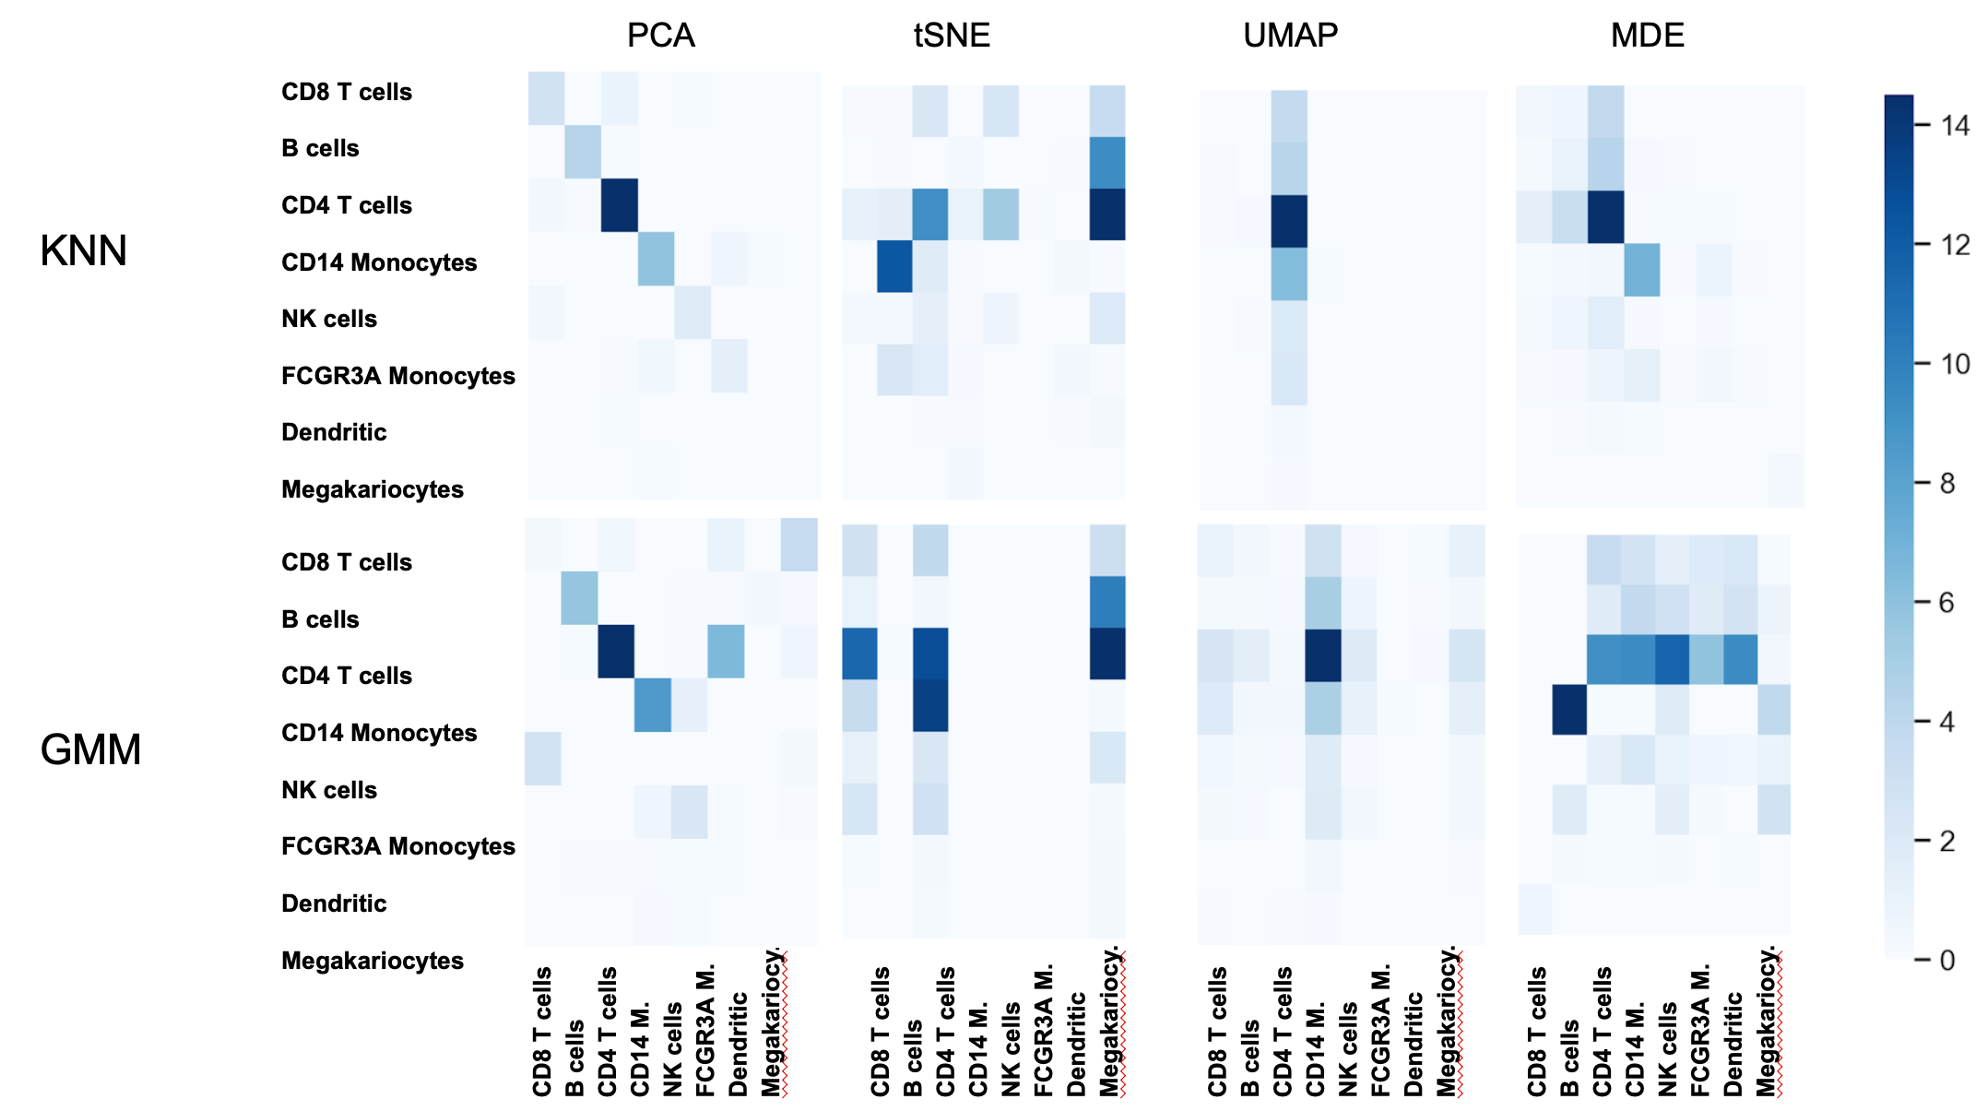 PCA tSNE UMAP MDE
KNN
CD8 T cells
B cells
CD4 T cells
CD14 Monocytes
NK cells
FCGR3A Monocytes
Dendritic
Megakariocytes
GMM
CD8 T cells
B cells
CD4 T cells
CD14 Monocytes
NK cells
FCGR3A Monocytes
Dendritic
Megakariocytes
CD8 T cells
B cells
CD4 T cells
CD14 M.
NK cells
FCGR3A M.
Dendritic
Megakariocy.
CD8 T cells
B cells
CD4 T cells
CD14 M.
NK cells
FCGR3A M.
Dendritic
Megakariocy.
CD8 T cells
B cells
CD4 T cells
CD14 M.
NK cells
FCGR3A M.
Dendritic
Megakariocy.
CD8 T cells
B cells
CD4 T cells
CD14 M.
NK cells
FCGR3A M.
Dendritic
Megakariocy.
14
12
10
8
6
4
2
0